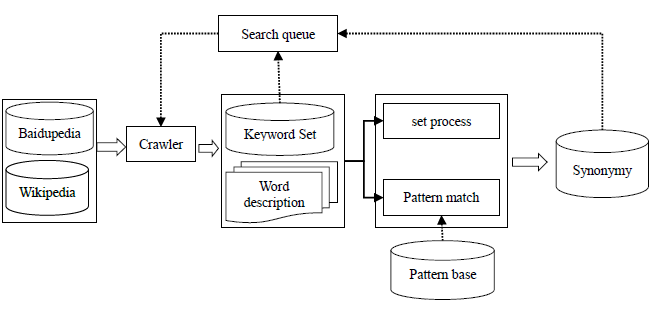 Search queue
Baidupedia
Wikipedia
Crawler
Keyword Set
Word
description
set process
Pattern match
Pattern base
Synonymy